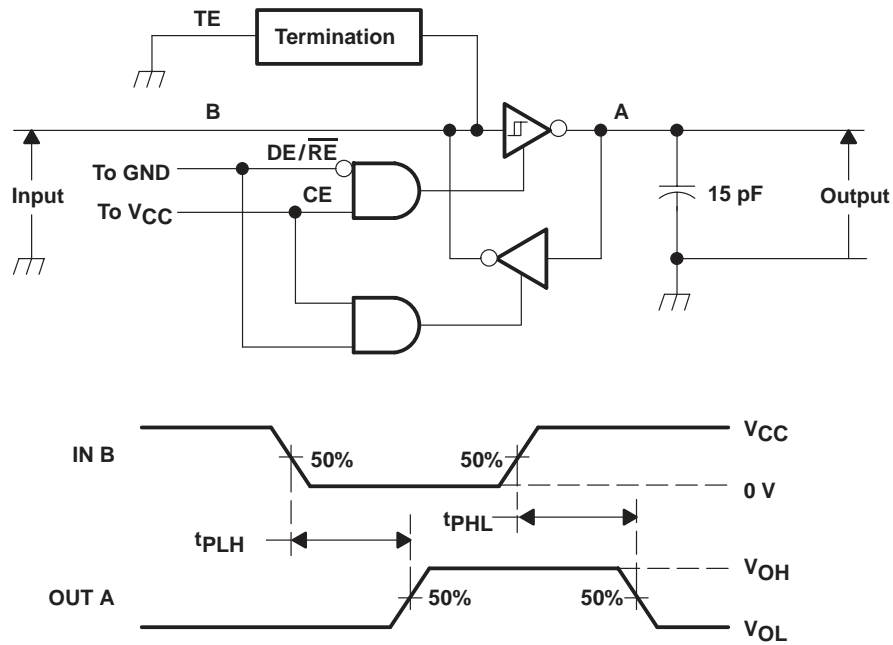 TE
Termination
B
A
DE/R̅E̅
To GND
CE
Input
To VCC
15 pF
Output
VCC
IN B
50%
50%
0 V
tPHL
tPLH
VOH
OUT A
50%
50%
VOL